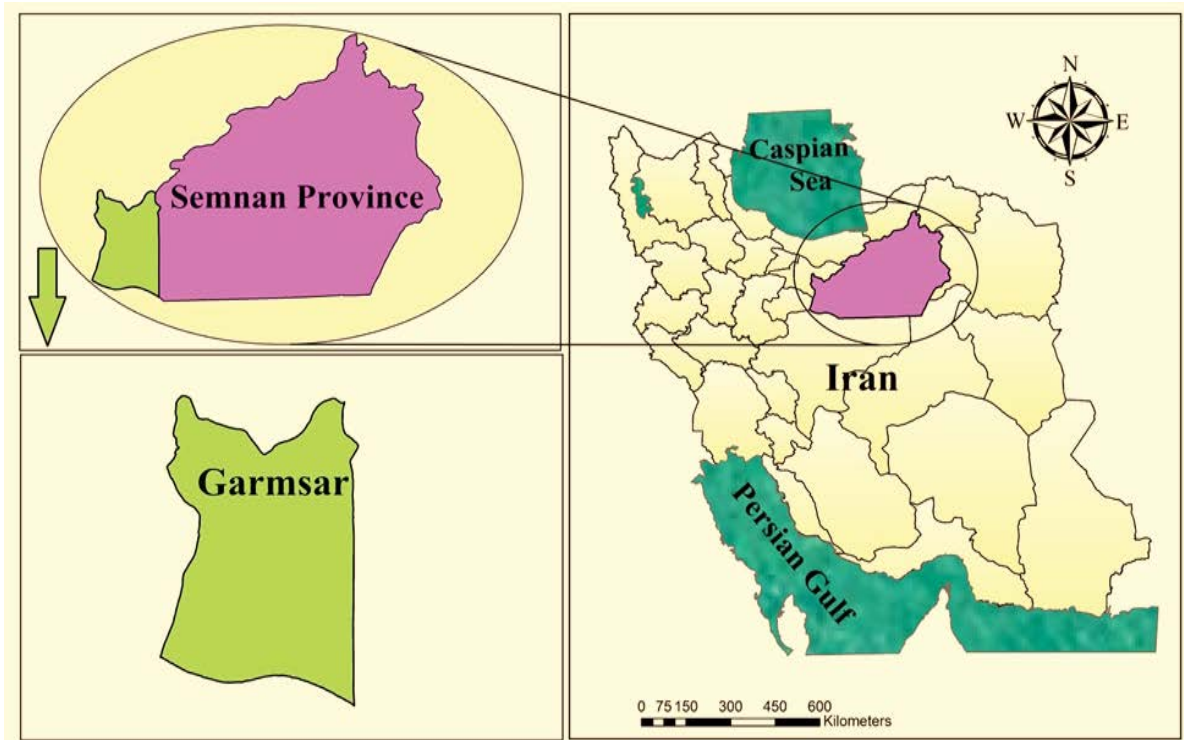 Semnan Province
Garmsar
N
W
E
S
Caspian
Sea
Iran
Persian Gulf
0 75 150 300 450 600
Kilometers